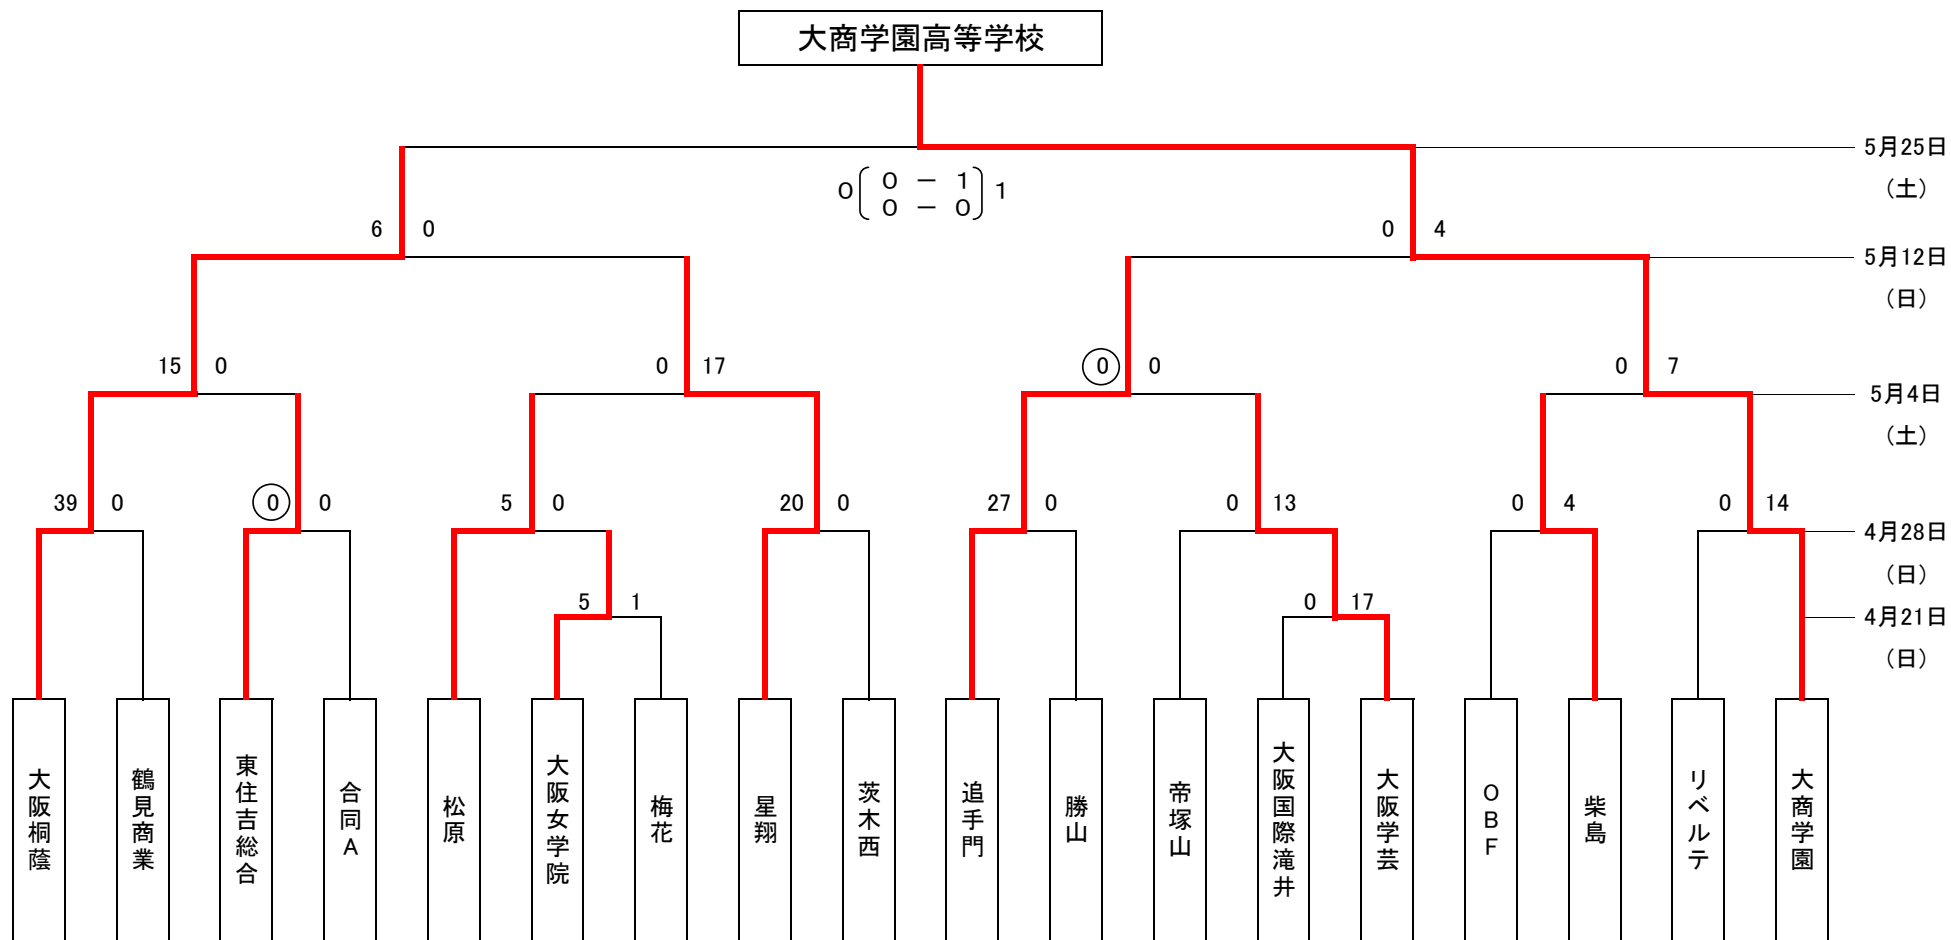 大商学園高等学校
5月25日
0 0 － 1 1
0 － 0
（土）
6 0 0 4
5月12日
（日）
15 0 0 17 0 0 0 7
5月4日
（土）
39 0 0 0 5 0 20 0 27 0 0 13 0 4 0 14
4月28日
（日）
5 1 0 17
4月21日
（日）
大阪桐蔭
鶴見商業
東住吉総合
合同A
松原
大阪女学院
梅花
星翔
茨木西
追手門
勝山
帝塚山
大阪国際滝井
大阪学芸
OBF
柴島
リベルテ
大商学園